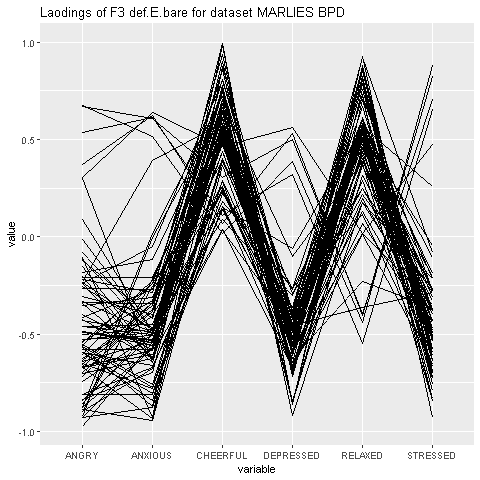 Laodings of F3 def.E.bare for dataset MARLIES BPD
1.0
0.5
0.0
-0.5
-1.0
value
ANGRY ANXIOUS CHEERFUL DEPRESSED RELAXED STRESSED
variable